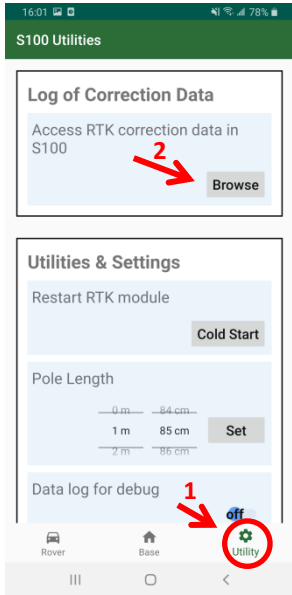 16:01 78%
S100 Utilities
Log of Correction Data
Access RTK correction data in
S100
2
Browse
Utilities & Settings
Restart RTK module
Cold Start
Pole Length
0 m 84 cm
1 m 85 cm Set
2 m 86 cm
Data log for debug
1
off
Rover Base Utility